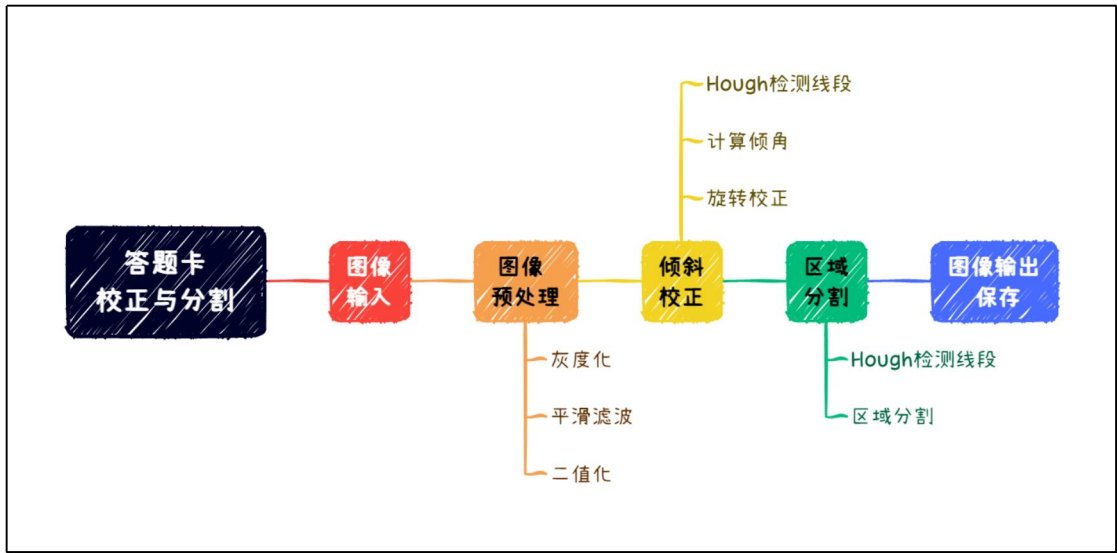 答题卡
校正与分割
图像
输入
图像
预处理
灰度化
平滑滤波
二值化
倾斜
校正
Hough检测线段
计算倾角
旋转校正
区域
分割
Hough检测线段
区域分割
图像输出
保存